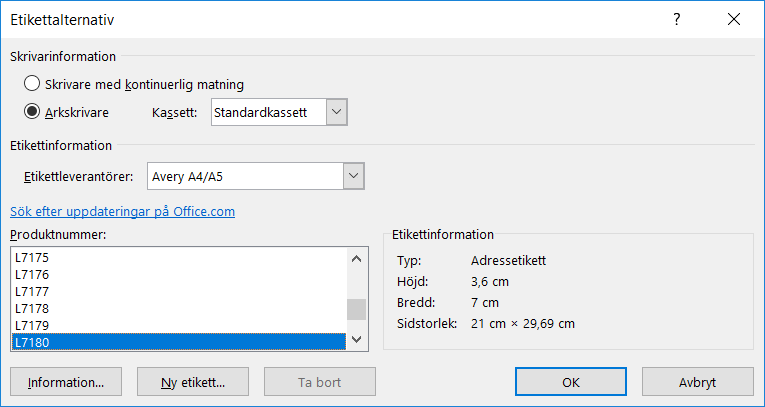 Etikettalternativ
?
Skrivarinformation
Skrivare med kontinuerlig matning
Arkskrivare Kassett: Standardkassett
Etikettinformation
Etikettleverantörer: Avery A4/A5
Sök efter uppdateringar på Office.com
Produktnummer:
L7175
L7176
L7177
L7178
L7179
L7180
Etikettinformation
Typ: Adressetikett
Höjd: 3,6 cm
Bredd: 7 cm
Sidstorlek: 21 cm × 29,69 cm
Information... Ny etikett... Ta bort OK Avbryt